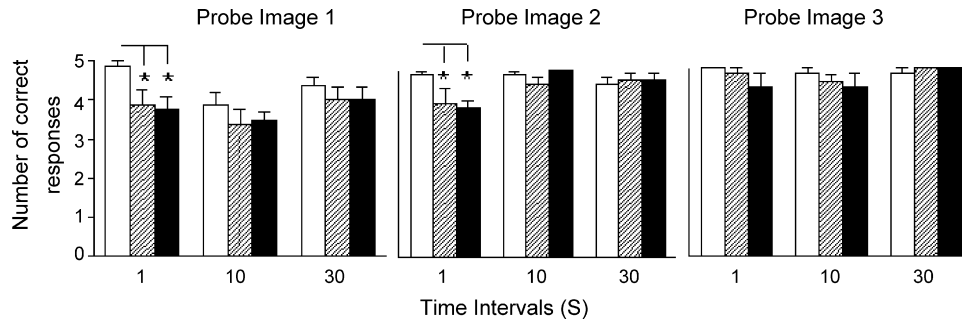 Probe Image 1 Probe Image 2 Probe Image 3
Number of correct
responses
5
4
3
2
1
0
* *
* *
1 10 30 1 10 30 1 10 30
Time Intervals (S)